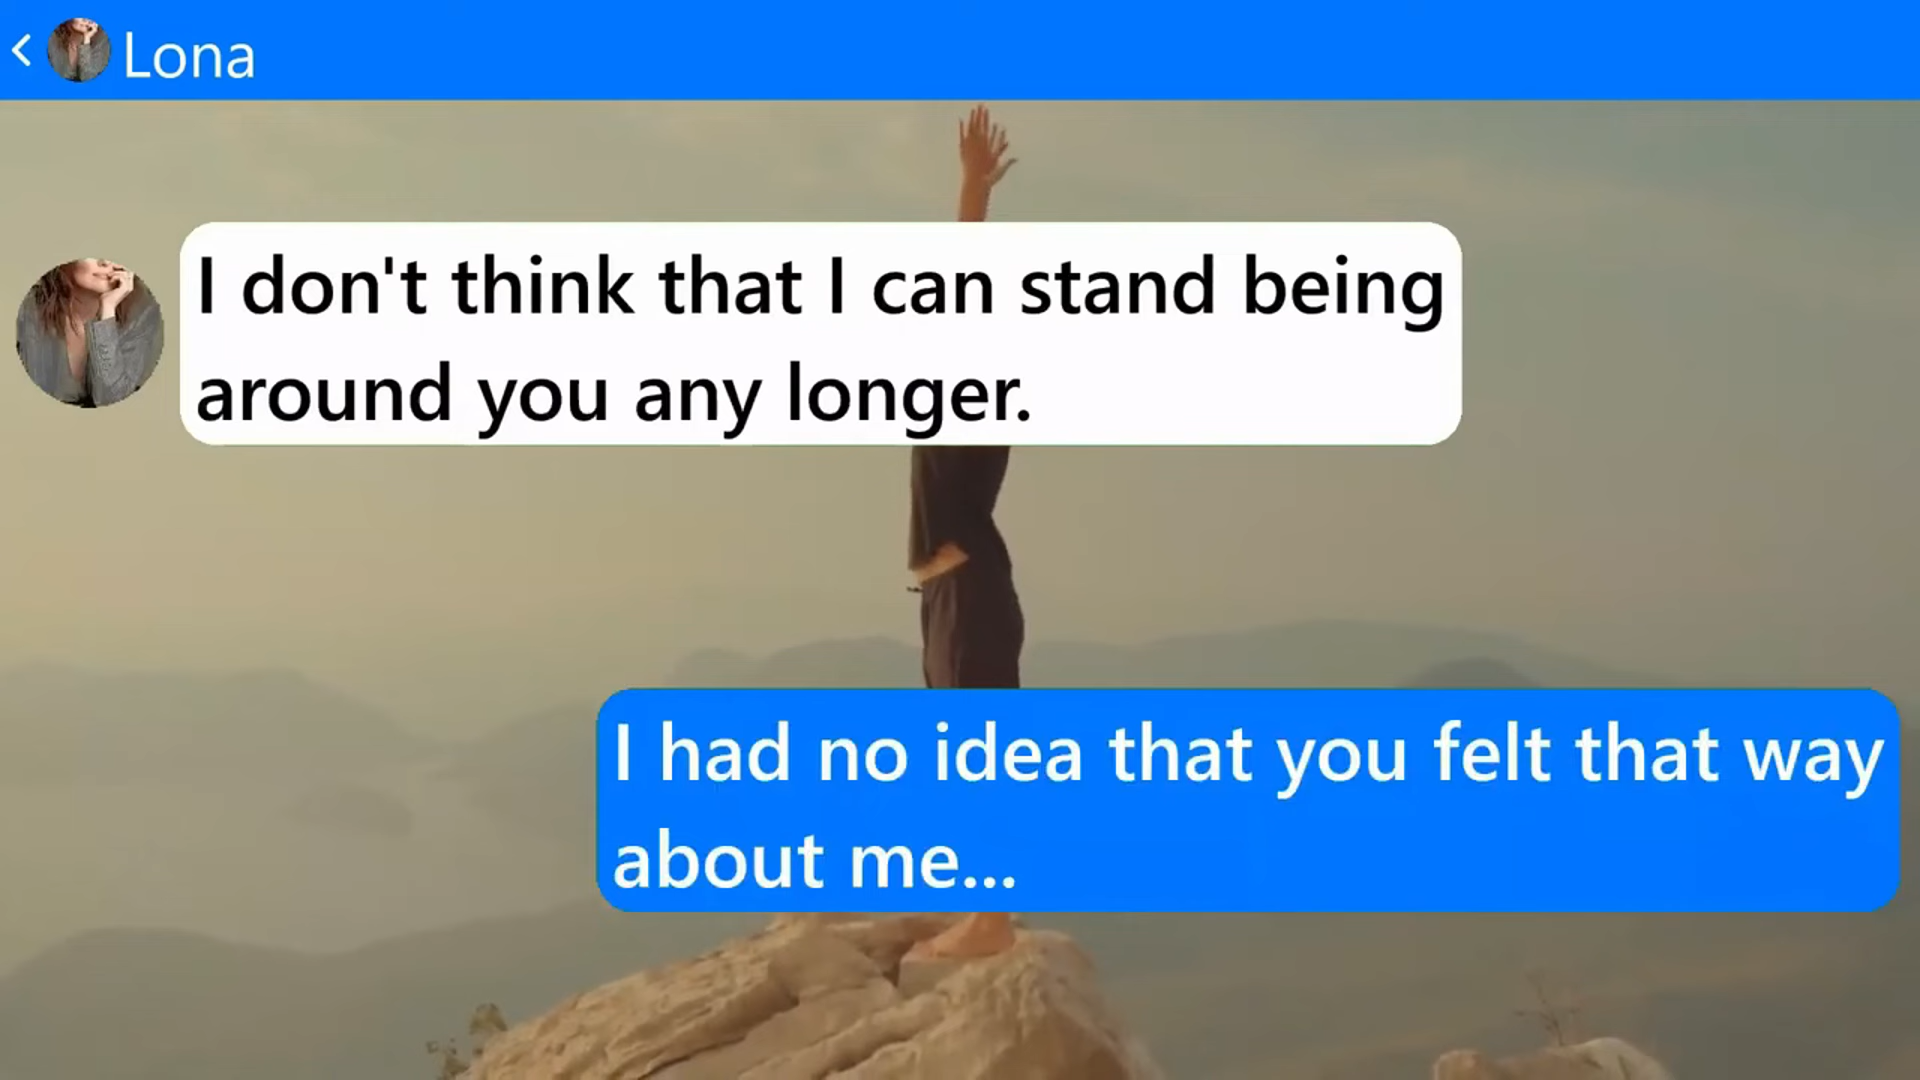 Lona
I don't think that I can stand being
around you any longer.
I had no idea that you felt that way
about me...